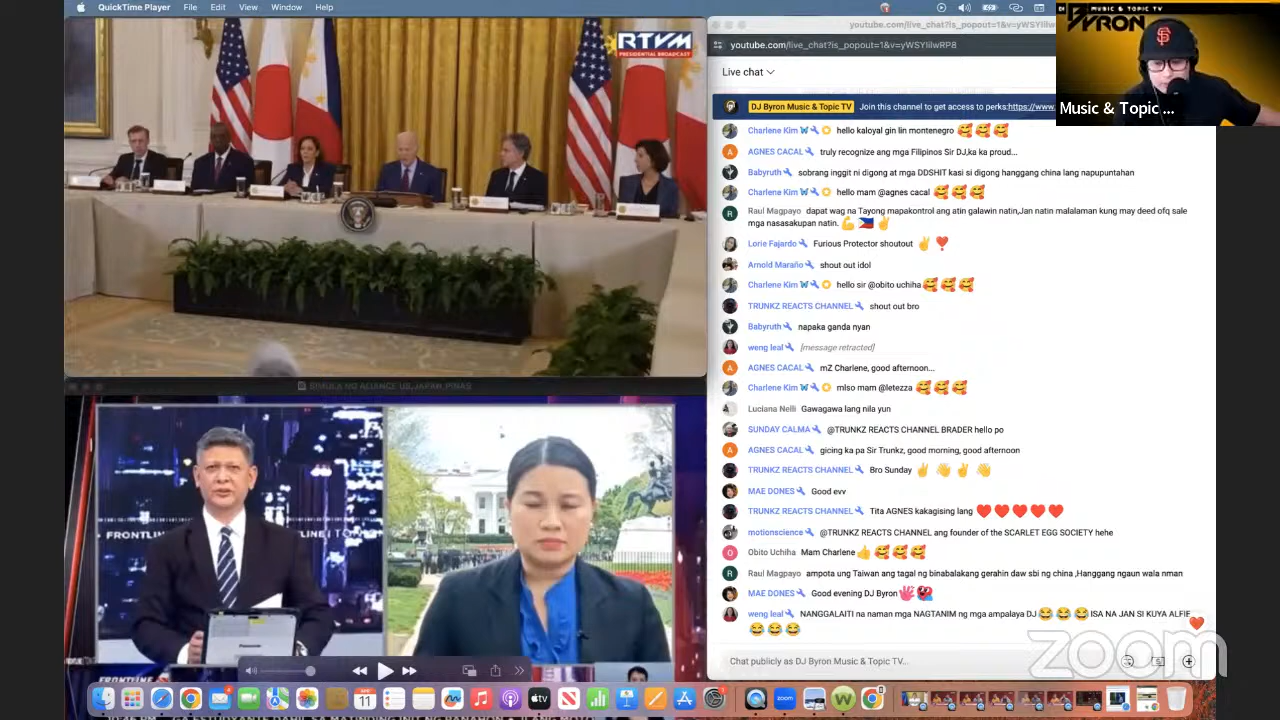 QuickTime Player File Edit View Window Help
RTVM
PRESIDENTIAL BROADCAST
youtube.com/live_chat?is_popout=1&v=yWSYIilwRP8
Live chat
DJ Byron Music & Topic TV Join this channel to get access to perks:https://www.
Charlene Kim hello kaloyal gin lin montenegro 🥰🥰🥰
AGNES CACAL truly recognize ang mga Filipinos Sir DJ,ka ka proud...
Babyruth sobrang inggit ni digong at mga DDSHIT kasi si digong hanggang china lang napupuntahan
Charlene Kim hello mam @agnes cacal 🥰🥰🥰
Raul Magpayo dapat wag na Tayong mapakontrol ang atin galawin natin,Jan natin malalaman kung may deed ofq sale
mga nasasakupan natin. 💪🇵🇭✌
Lorie Fajardo Furious Protector shoutout ✌❣
Arnold Maraño shout out idol
Charlene Kim hello sir @obito uchiha 🥰🥰🥰
TRUNKZ REACTS CHANNEL shout out bro
Babyruth napaka ganda nyan
weng leal [message retracted]
AGNES CACAL mZ Charlene, good afternoon...
Charlene Kim mlso mam @letezza 🥰🥰🥰
Luciana Nelli Gawagawa lang nila yun
SUNDAY CALMA @TRUNKZ REACTS CHANNEL BRADER hello po
AGNES CACAL gicing ka pa Sir Trunkz, good morning, good afternoon
TRUNKZ REACTS CHANNEL Bro Sunday ✌👋✌👋
MAE DONES Good evv
TRUNKZ REACTS CHANNEL Tita AGNES kakagising lang ❤❤❤❤❤
motionscience @TRUNKZ REACTS CHANNEL ang founder of the SCARLET EGG SOCIETY hehe
Obito Uchiha Mam Charlene 👍🥰🥰🥰
Raul Magpayo ampota ung Taiwan ang tagal ng binabalakang gerahin daw sbi ng china ,Hanggang ngaun wala nman
MAE DONES Good evening DJ Byron
weng leal NANGGALAITI na naman mga NAGTANIM ng mga ampalaya DJ 😂😂😂 ISA NA JAN SI KUYA ALFIE
😂😂😂
Chat publicly as DJ Byron Music & Topic TV...
MUSIC & TOPIC TV
BYRON
Music & Topic ...
SIMULA NG ALIANCE US,JAPAN,PINAS
FRONTLINE
zoom